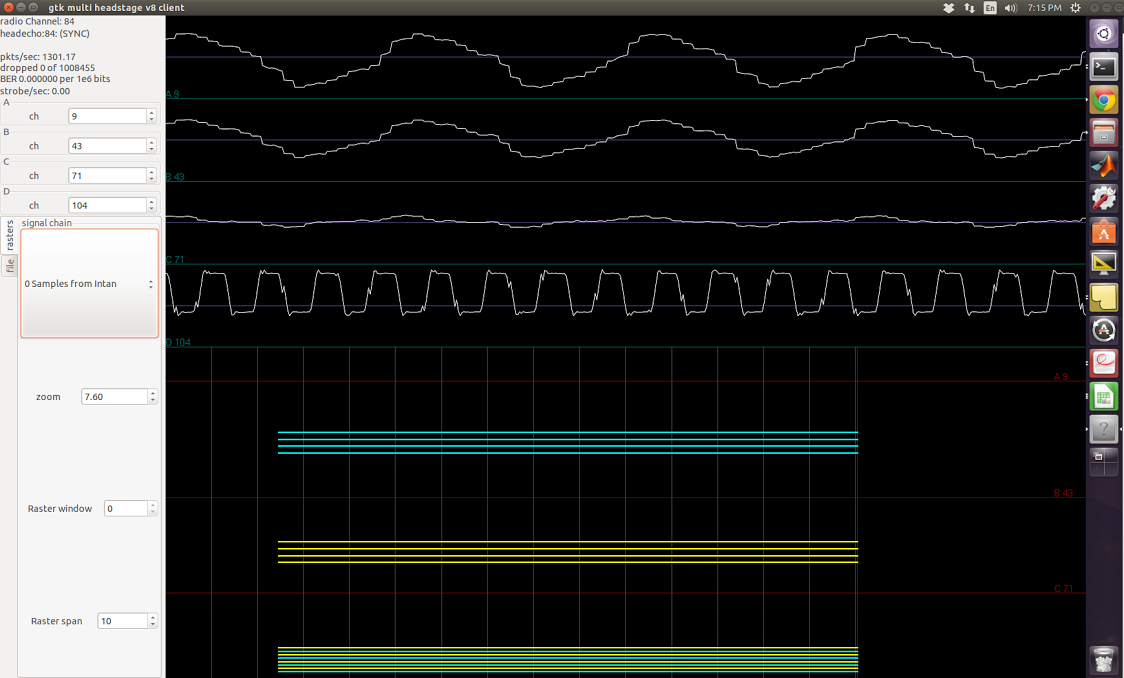 gtk multi headstage v8 client
En
7:15 PM
radio Channel: 84
headecho:84: (SYNC)
pkts/sec: 1301.17
dropped 0 of 1008455
BER 0.000000 per 1e6 bits
strobe/sec: 0.00
A
ch 9
B
ch 43
C
ch 71
D
ch 104
rasters
file
signal chain
0 Samples from Intan
zoom 7.60
Raster window 0
Raster span 10
A 9
B 43
C 71
D 104
A 9
B 43
C 71